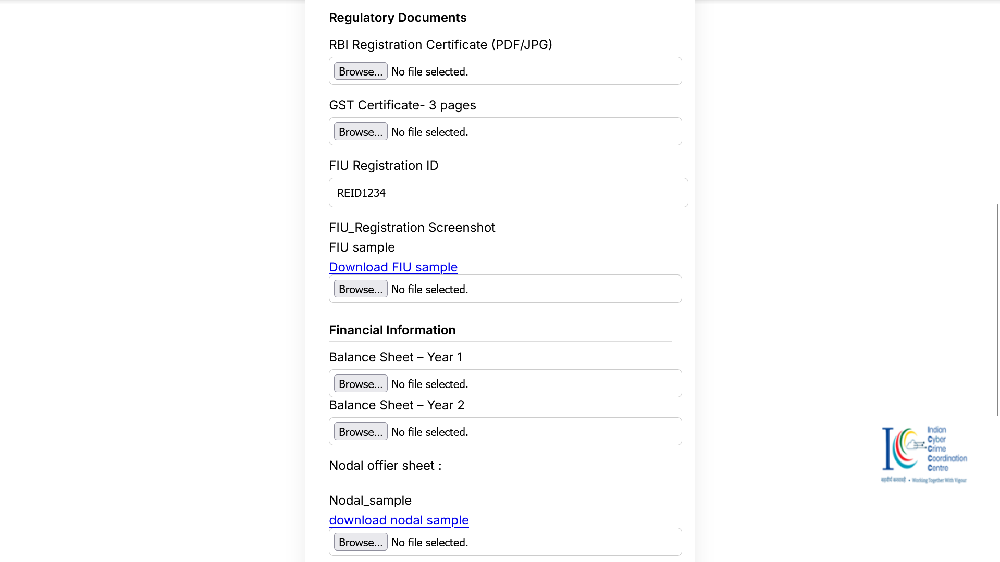 Regulatory Documents
RBI Registration Certificate (PDF/JPG)
Browse... No file selected.
GST Certificate- 3 pages
Browse... No file selected.
FIU Registration ID
REID1234
FIU_Registration Screenshot
FIU sample
Download FIU sample
Browse... No file selected.
Financial Information
Balance Sheet – Year 1
Browse... No file selected.
Balance Sheet – Year 2
Browse... No file selected.
Nodal offier sheet :
Nodal_sample
download nodal sample
Browse... No file selected.
Indian
Cyber
Crime
Coordination
Centre
• Working Together With Vigour